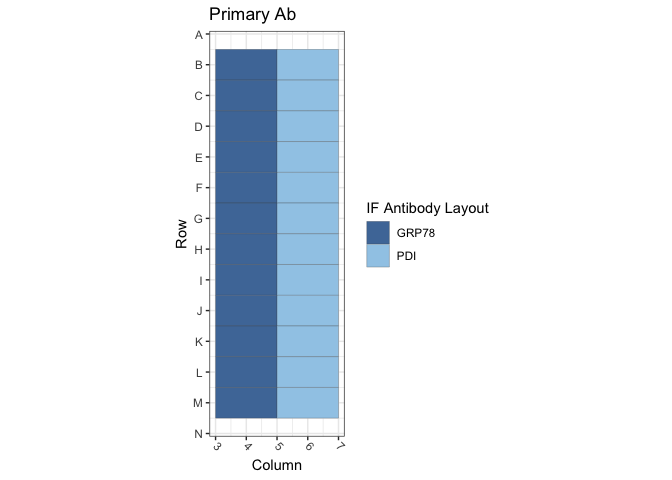 Primary Ab
A
B
C
D
E
F
G
H
I
J
K
L
M
N
Row
3 4 5 6 7
Column
IF Antibody Layout
GRP78
PDI